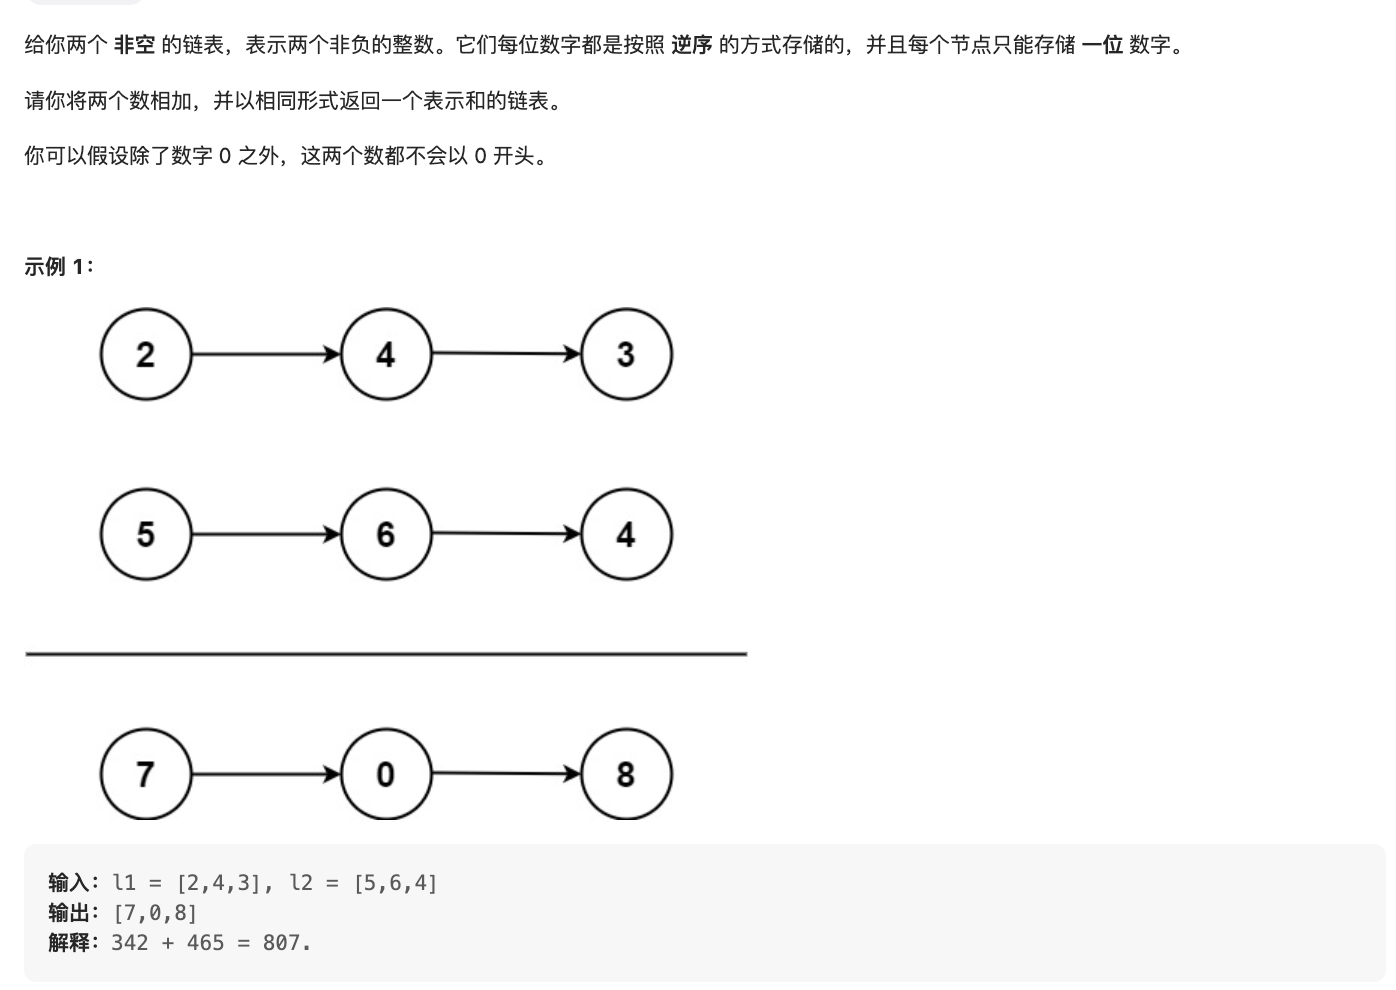 给你两个 非空 的链表，表示两个非负的整数。它们每位数字都是按照 逆序 的方式存储的，并且每个节点只能存储 一位 数字。
请你将两个数相加，并以相同形式返回一个表示和的链表。
你可以假设除了数字 0 之外，这两个数都不会以 0 开头。
示例 1：
2 4 3
5 6 4
7 0 8
输入：l1 = [2,4,3], l2 = [5,6,4]
输出：[7,0,8]
解释：342 + 465 = 807.